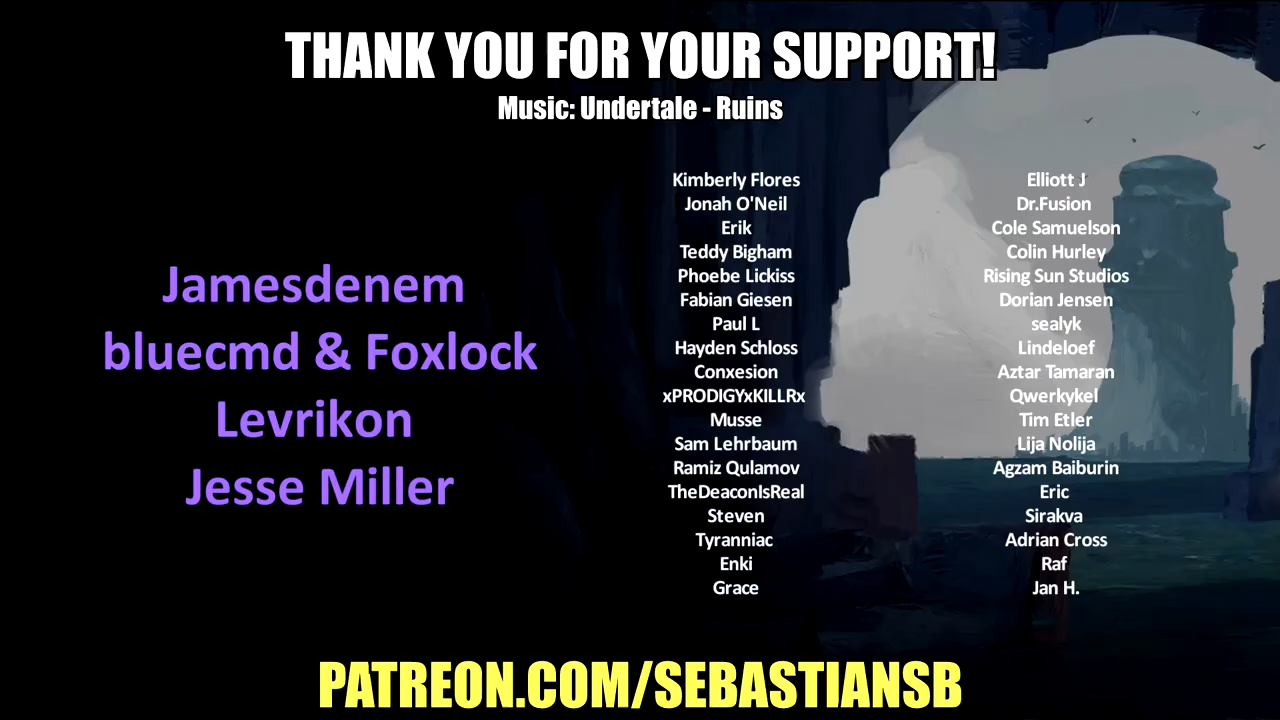 THANK YOU FOR YOUR SUPPORT!
Music: Undertale - Ruins
Jamesdenem
bluecmd & Foxlock
Levrikon
Jesse Miller
Kimberly Flores
Jonah O'Neil
Erik
Teddy Bigham
Phoebe Lickiss
Fabian Giesen
Paul L
Hayden Schloss
Conxesion
xPRODIGYxKILLRx
Musse
Sam Lehrbaum
Ramiz Qulamov
TheDeaconIsReal
Steven
Tyranniac
Enki
Grace
Elliott J
Dr.Fusion
Cole Samuelson
Colin Hurley
Rising Sun Studios
Dorian Jensen
sealyk
Lindeloef
Aztar Tamaran
Qwerkykel
Tim Etler
Lija Nolija
Agzam Baiburin
Eric
Sirakva
Adrian Cross
Raf
Jan H.
PATREON.COM/SEBASTIANSB